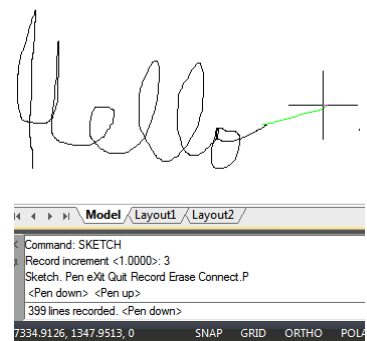 Hello
Model Layout1 Layout2
Command: SKETCH
Record increment <1.0000>: 3
Sketch. Pen eXit Quit Record Erase Connect.P
<Pen down> <Pen up>
399 lines recorded. <Pen down>
7334.9126, 1347.9513, 0 SNAP GRID ORTHO POLA